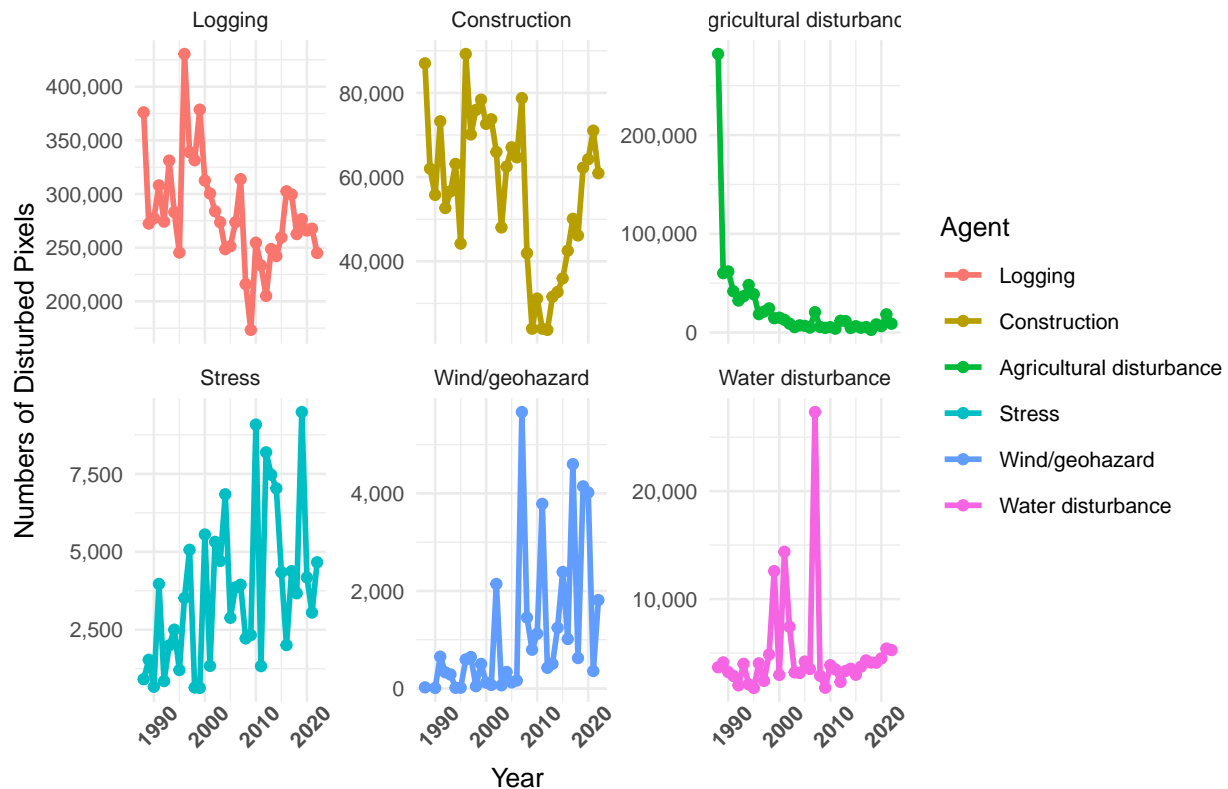 Logging
Construction
gricultural disturbanc
400,000
350,000
300,000
250,000
200,000
80,000
60,000
40,000
200,000
100,000
0
Stress
Wind/geohazard
Water disturbance
7,500
5,000
2,500
4,000
2,000
0
20,000
10,000
1990
2000
2010
2020
1990
2000
2010
2020
1990
2000
2010
2020
Year
Numbers of Disturbed Pixels
Agent
Logging
Construction
Agricultural disturbance
Stress
Wind/geohazard
Water disturbance